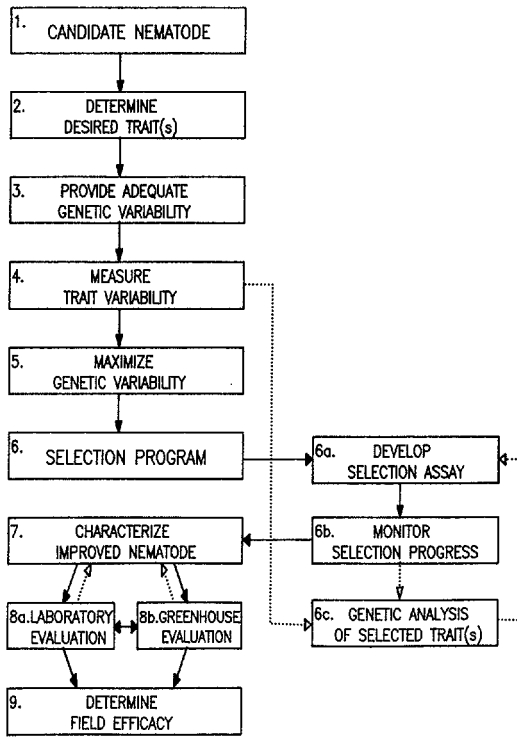 1. CANDIDATE NEMATODE
2. DETERMINE
DESIRED TRAIT(s)
3. PROVIDE ADEQUATE
GENETIC VARIABILITY
4. MEASURE
TRAIT VARIABILITY
5. MAXIMIZE
GENETIC VARIABILITY
6. SELECTION PROGRAM
6a. DEVELOP
SELECTION ASSAY
6b. MONITOR
SELECTION PROGRESS
6c. GENETIC ANALYSIS
OF SELECTED TRAIT(s)
7. CHARACTERIZE
IMPROVED NEMATODE
8a. LABORATORY
EVALUATION
8b. GREENHOUSE
EVALUATION
9. DETERMINE
FIELD EFFICACY